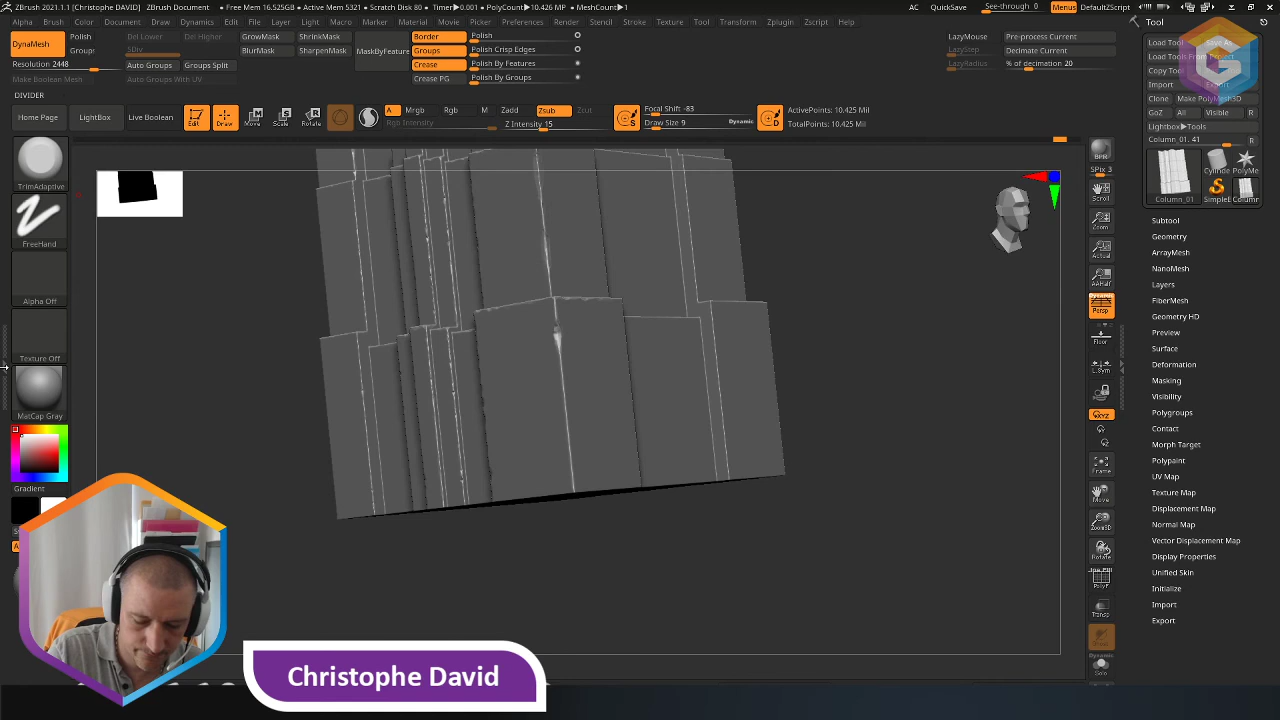 ZBrush 2021.1.1 [Christophe DAVID] ZBrush Document • Free Mem 16.525GB • Active Mem 5321 • Scratch Disk 80 • Timer▶0.001 • PolyCount▶10.426 MP • MeshCount▶1 AC QuickSave See-through 0 Menus DefaultZScript
Alpha Brush Color Document Draw Dynamics Edit File Layer Light Macro Marker Material Movie Picker Preferences Render Stencil Stroke Texture Tool Transform Zplugin Zscript Help
DynaMesh
Polish
Groups
Resolution 2448
Make Boolean Mesh
Del Lower
Del Higher
SDiv
Auto Groups
Groups Split
Auto Groups With UV
GrowMask
ShrinkMask
BlurMask
SharpenMask
MaskByFeature
Border
Groups
Crease
Crease PG
Polish
Polish Crisp Edges
Polish By Features
Polish By Groups
LazyMouse
LazyStep
LazyRadius
Pre-process Current
Decimate Current
% of decimation 20
DIVIDER
Home Page
LightBox
Live Boolean
Edit
Draw
Move
Scale
Rotate
A
Mrgb
Rgb
M
Zadd
Zsub
Zcut
Rgb Intensity
Z Intensity 15
S
Focal Shift -83
Draw Size 9
Dynamic
D
ActivePoints: 10.425 Mil
TotalPoints: 10.425 Mil
TrimAdaptive
FreeHand
Alpha Off
Texture Off
MatCap Gray
Gradient
BPR
SPix 3
Scroll
Zoom
Actual
AAHalf
Dynamic
Persp
Floor
L.Sym
XYZ
Frame
Move
Zoom3D
Rotate
Line Fill
PolyF
Transp
Dynamic
Solo
Tool
Load Tool
Save As
Load Tools From Project
Copy Tool
Import
Export
Clone
Make PolyMesh3D
GoZ
All
Visible
R
Lightbox▶Tools
Column_01. 41
R
Column_01
Cylinde
PolyMe
SimpleE
Column
Subtool
Geometry
ArrayMesh
NanoMesh
Layers
FiberMesh
Geometry HD
Preview
Surface
Deformation
Masking
Visibility
Polygroups
Contact
Morph Target
Polypaint
UV Map
Texture Map
Displacement Map
Normal Map
Vector Displacement Map
Display Properties
Unified Skin
Initialize
Import
Export
Christophe David